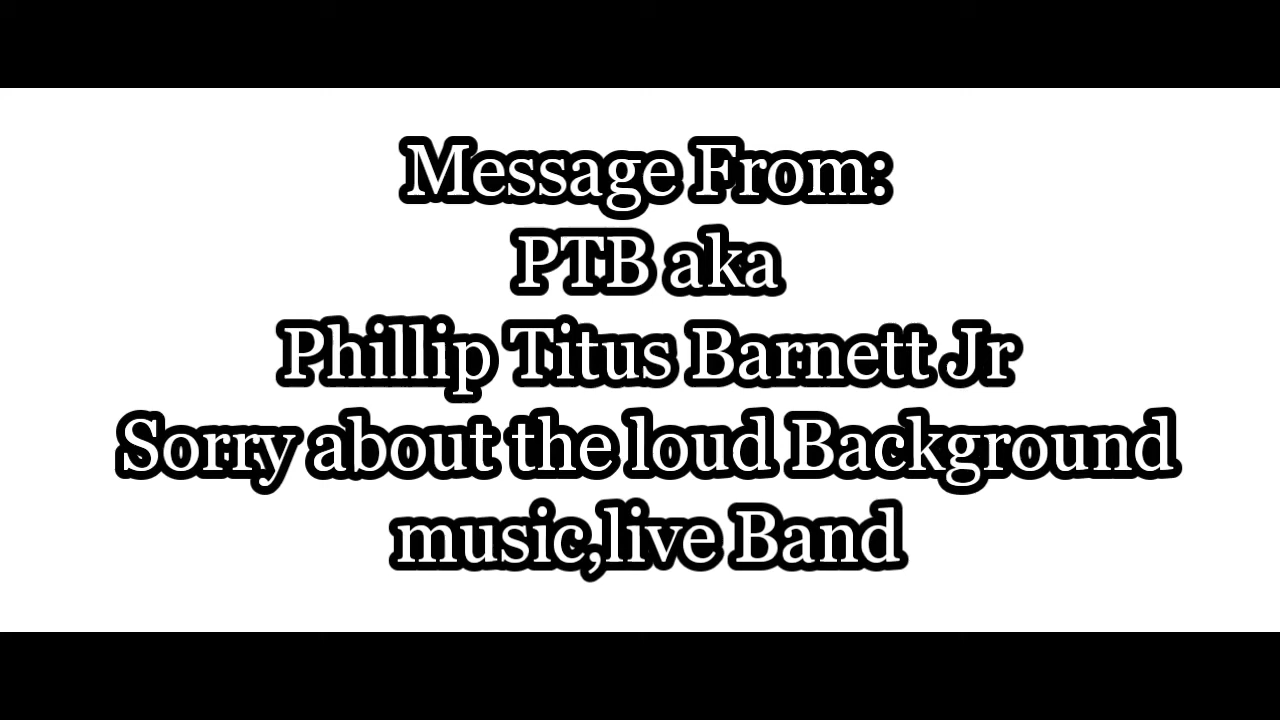 Message From:
PTB aka
Phillip Titus Barnett Jr
Sorry about the loud Background
music,live Band